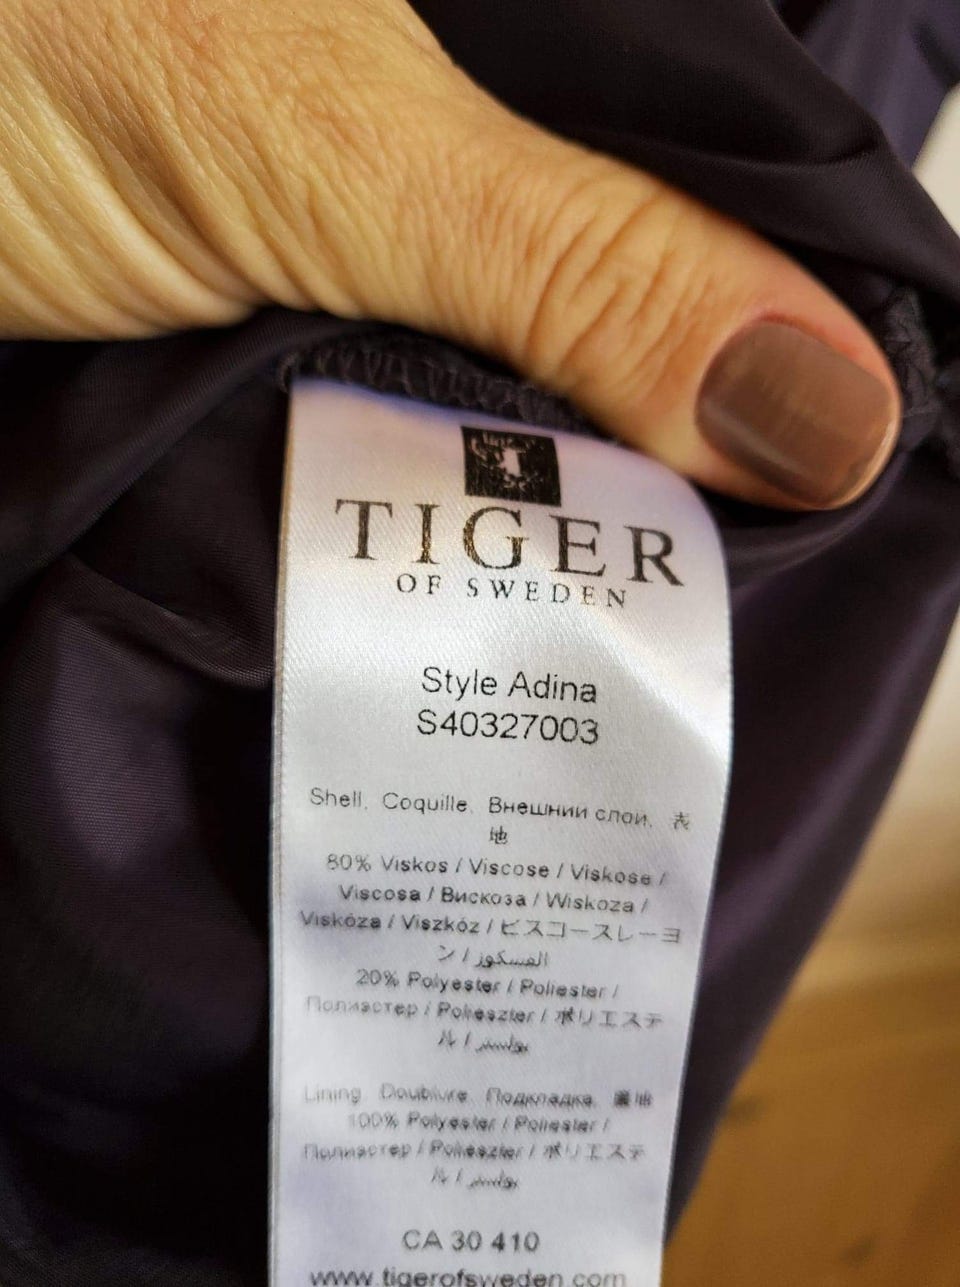 TIGER
OF SWEDEN
Style Adina
S40327003
Shell, Coquille, Внешний слой, 表
地
80% Viskos / Viscose / Viskose /
Viscosa / Вискоза / Wiskoza /
Viskóza / Viszkóz / ビスコースレーヨ
ン / الفسكوز
20% Polyester / Poliester /
Полиэстер / Poliészter / ポリエステ
ル / بوليستر
Lining, Doublure, Подкладка, 裏地
100% Polyester / Poliester /
Полиэстер / Poliészter / ポリエステ
ル / بوليستر
CA 30 410
www.tigerofsweden.com